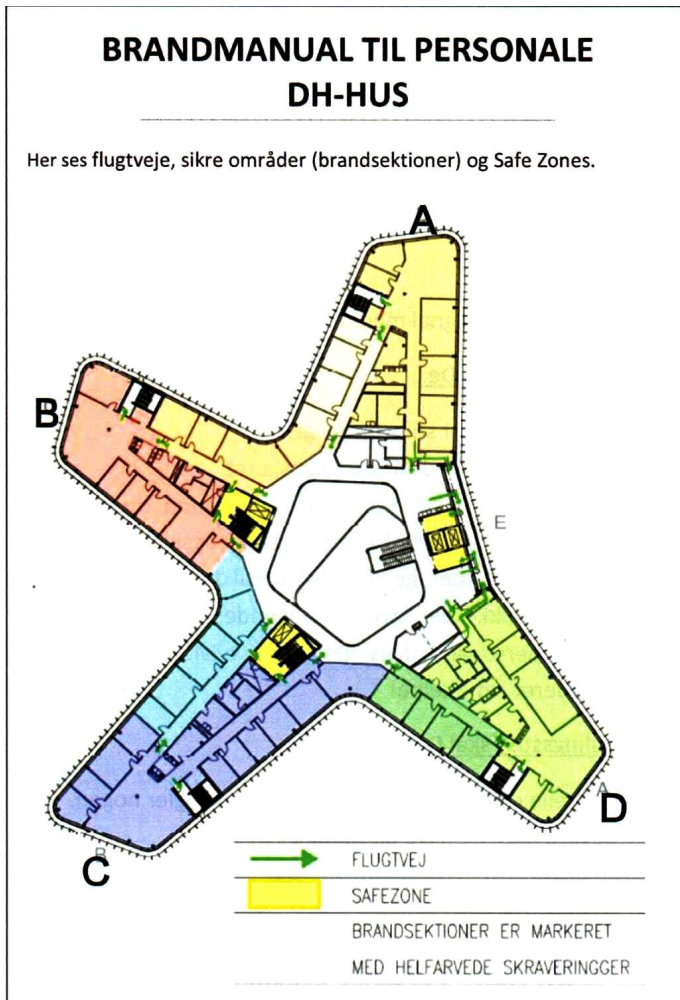 BRANDMANUAL TIL PERSONALE
DH-HUS
Her ses flugtveje, sikre områder (brandsektioner) og Safe Zones.
A
B
E
A
D
B
C
FLUGTVEJ
SAFEZONE
BRANDSEKTIONER ER MARKERET
MED HELFARVEDE SKRAVERINGGER